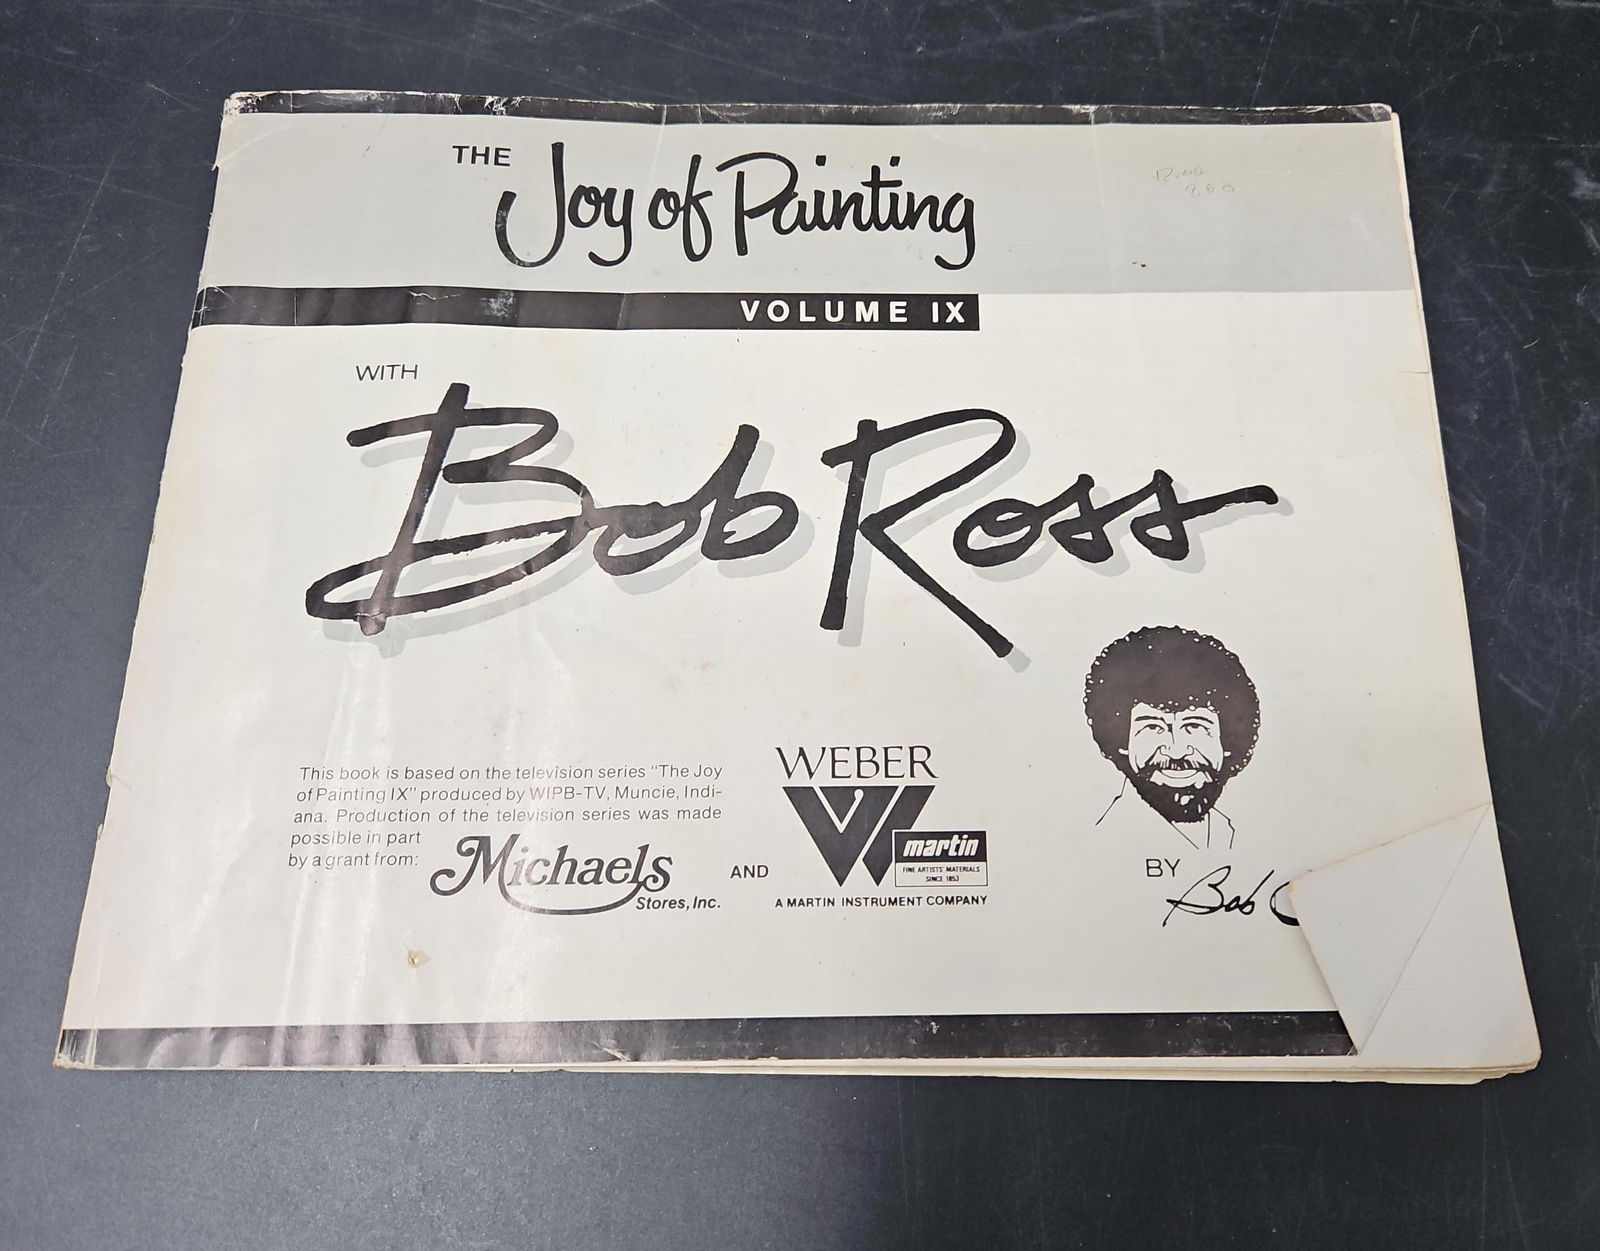 THE
Joy of Painting
12.00
VOLUME IX
WITH
Bob Ross
This book is based on the television series "The Joy
of Painting IX" produced by WIPB-TV, Muncie, Indi-
ana. Production of the television series was made
possible in part
by a grant from:
Michaels
Stores, Inc.
AND
WEBER
martin
FINE ARTISTS' MATERIALS
SINCE 1853
A MARTIN INSTRUMENT COMPANY
BY
Bob